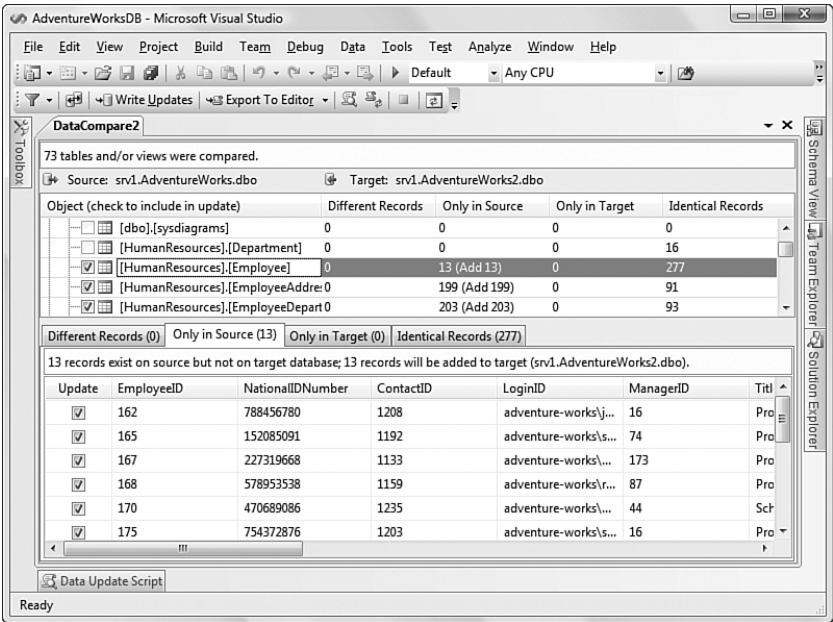 AdventureWorksDB - Microsoft Visual Studio
File Edit View Project Build Team Debug Data Tools Test Analyze Window Help
Default Any CPU
Write Updates Export To Editor
Toolbox
DataCompare2
73 tables and/or views were compared.
Source: srv1.AdventureWorks.dbo Target: srv1.AdventureWorks2.dbo
Object (check to include in update) Different Records Only in Source Only in Target Identical Records
[dbo].[sysdiagrams] 0 0 0 0
[HumanResources].[Department] 0 0 0 16
[HumanResources].[Employee] 0 13 (Add 13) 0 277
[HumanResources].[EmployeeAddre: 0 199 (Add 199) 0 91
[HumanResources].[EmployeeDepart 0 203 (Add 203) 0 93
Different Records (0) Only in Source (13) Only in Target (0) Identical Records (277)
13 records exist on source but not on target database; 13 records will be added to target (srv1.AdventureWorks2.dbo).
Update EmployeeID NationalIDNumber ContactID LoginID ManagerID Titl
162 788456780 1208 adventure-works\j... 16 Pro
165 152085091 1192 adventure-works\s... 74 Pro
167 227319668 1133 adventure-works\... 173 Pro
168 578953538 1159 adventure-works\r... 87 Pro
170 470689086 1235 adventure-works\... 44 Sch
175 754372876 1203 adventure-works\s... 16 Pro
Data Update Script
Ready
Schema View
Team Explorer
Solution Explorer